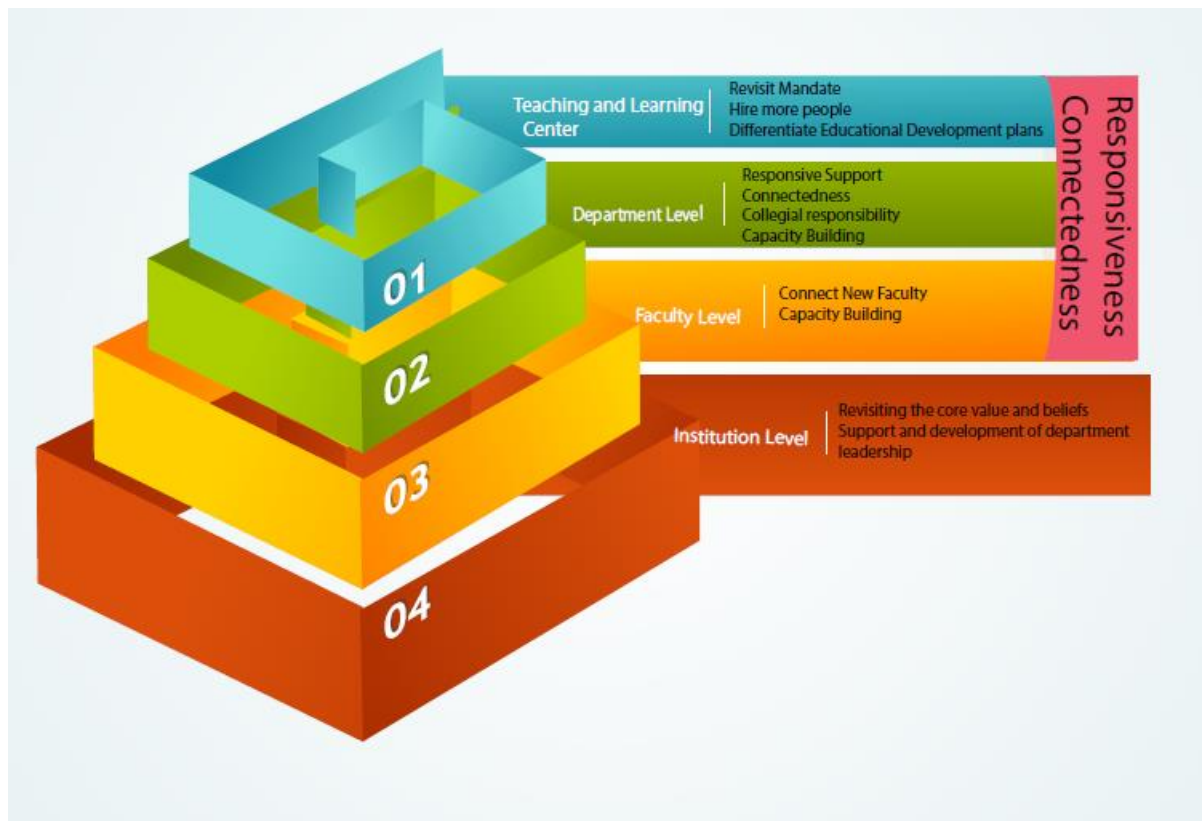 Teaching and Learning
Center
Revisit Mandate
Hire more people
Differentiate Educational Development plans
Department Level
Responsive Support
Connectedness
Collegial responsibility
Capacity Building
Faculty Level
Connect New Faculty
Capacity Building
Institution Level
Revisiting the core value and beliefs
Support and development of department
leadership
Responsiveness
Connectedness
01
02
03
04